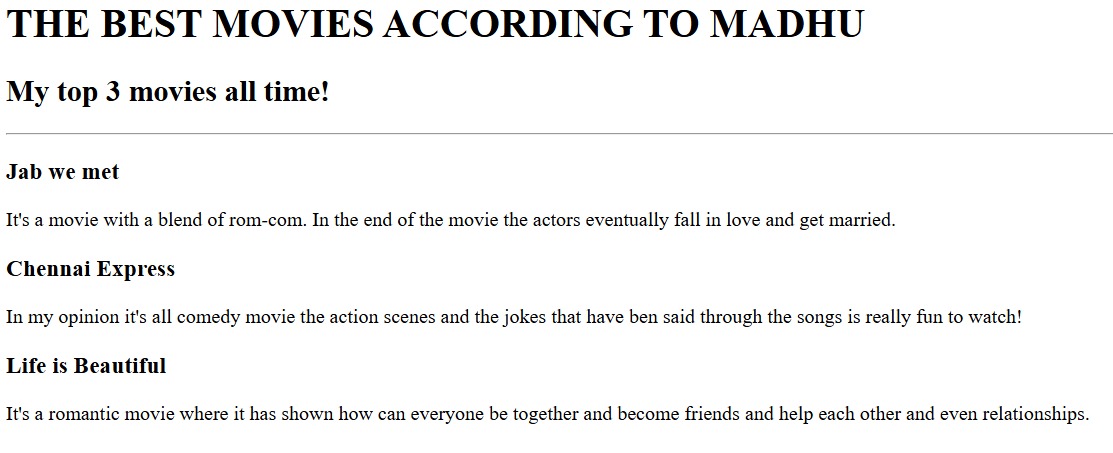 THE BEST MOVIES ACCORDING TO MADHU
My top 3 movies all time!
Jab we met
It's a movie with a blend of rom-com. In the end of the movie the actors eventually fall in love and get married.
Chennai Express
In my opinion it's all comedy movie the action scenes and the jokes that have ben said through the songs is really fun to watch!
Life is Beautiful
It's a romantic movie where it has shown how can everyone be together and become friends and help each other and even relationships.